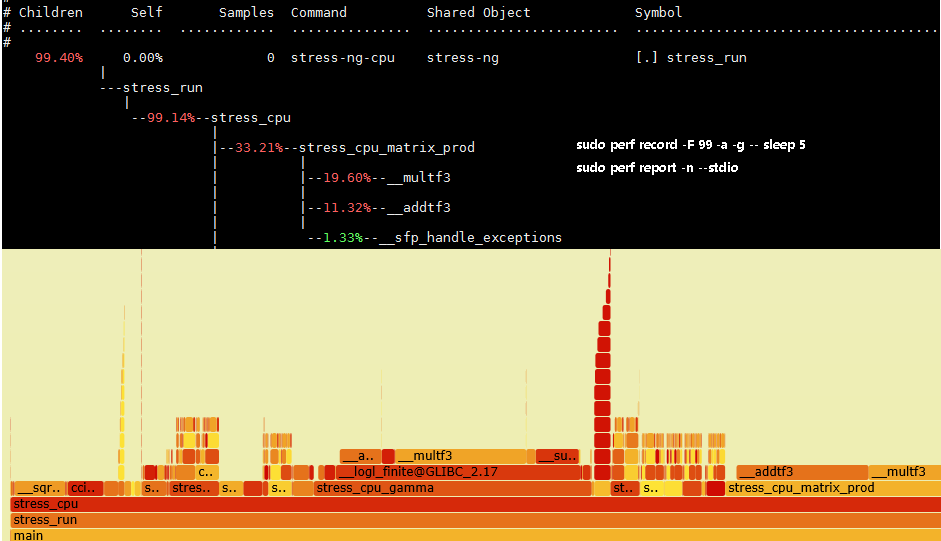 #
# Children Self Samples Command Shared Object Symbol
# ........ ........ ............ ............... ........................ ......................................
#
99.40% 0.00% 0 stress-ng-cpu stress-ng [.] stress_run
|
---stress_run
|
--99.14%--stress_cpu
|
|--33.21%--stress_cpu_matrix_prod
| |
| |--19.60%--__multf3
| |
| |--11.32%--__addtf3
| |
| --1.33%--__sfp_handle_exceptions
|
sudo perf record -F 99 -a -g -- sleep 5
sudo perf report -n --stdio
__a.. __multf3 __su..
c.. __logl_finite@GLIBC_2.17 __addtf3 __multf3
__sqr.. cci.. s.. stres.. s.. s.. stress_cpu_gamma st.. s.. stress_cpu_matrix_prod
stress_cpu
stress_run
main